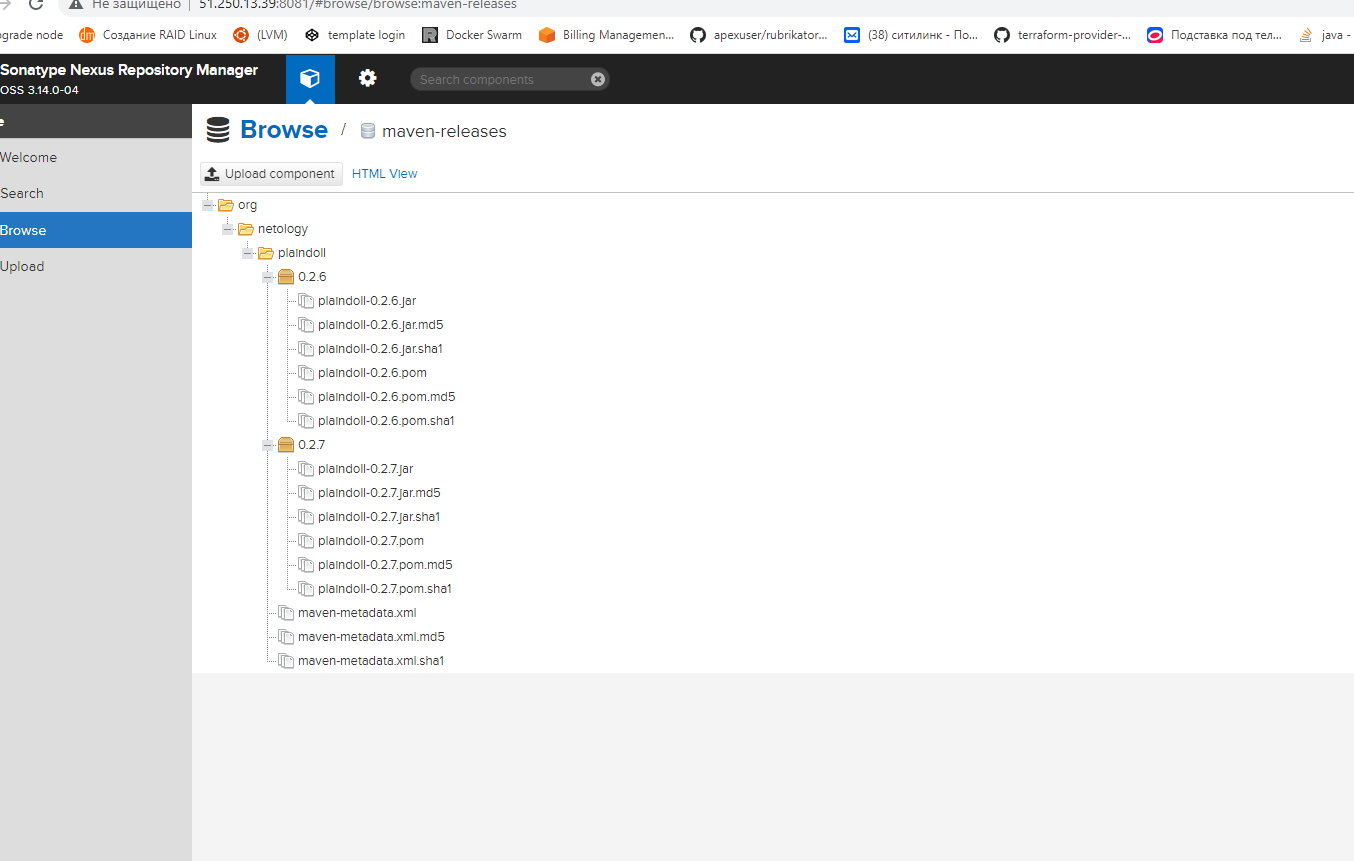 Не защищено | 51.250.13.39:8081/#browse/browse:maven-releases
ograde node dm Создание RAID Linux (LVM) template login R Docker Swarm Billing Managemen... apexuser/rubrikator... (38) ситилинк - По... terraform-provider-... Подставка под тел... java -
Sonatype Nexus Repository Manager
OSS 3.14.0-04
Search components
e
Browse / maven-releases
Welcome
Upload component HTML View
Search
Browse
Upload
org
netology
plaindoll
0.2.6
plaindoll-0.2.6.jar
plaindoll-0.2.6.jar.md5
plaindoll-0.2.6.jar.sha1
plaindoll-0.2.6.pom
plaindoll-0.2.6.pom.md5
plaindoll-0.2.6.pom.sha1
0.2.7
plaindoll-0.2.7.jar
plaindoll-0.2.7.jar.md5
plaindoll-0.2.7.jar.sha1
plaindoll-0.2.7.pom
plaindoll-0.2.7.pom.md5
plaindoll-0.2.7.pom.sha1
maven-metadata.xml
maven-metadata.xml.md5
maven-metadata.xml.sha1